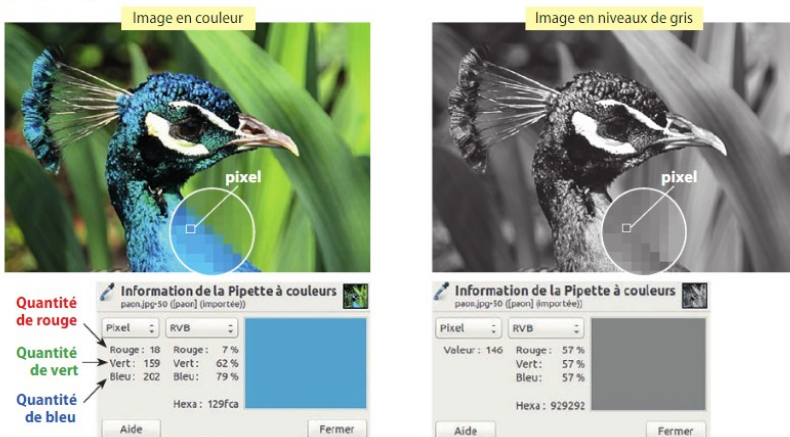 Image en couleur
pixel
Quantité
de rouge
Quantité
de vert
Quantité
de bleu
Information de la Pipette à couleurs
paon.jpg-50 ([paon] (importée))
Pixel RVB
Rouge : 18 Rouge : 7 %
Vert : 159 Vert : 62 %
Bleu : 202 Bleu : 79 %
Hexa : 129fca
Aide Fermer
Image en niveaux de gris
pixel
Information de la Pipette à couleurs
paon.jpg-50 ([paon] (importée))
Pixel RVB
Valeur : 146 Rouge : 57 %
Vert : 57 %
Bleu : 57 %
Hexa : 929292
Aide Fermer